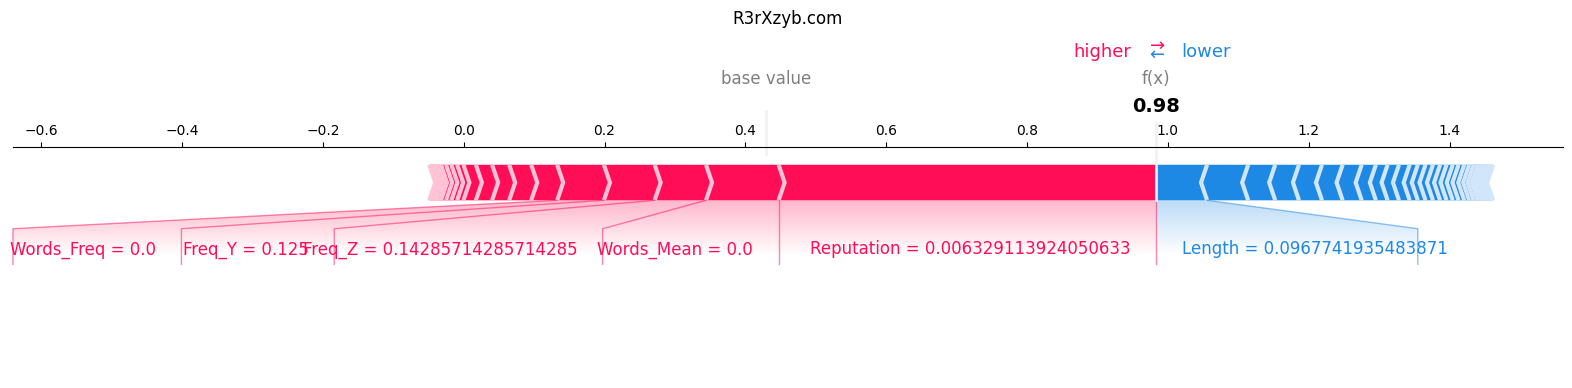 R3rXzyb.com
higher ⇄ lower
base value f(x)
0.98
−0.6 −0.4 −0.2 0.0 0.2 0.4 0.6 0.8 1.0 1.2 1.4
Words_Freq = 0.0 Freq_Y = 0.125 Freq_Z = 0.14285714285714285 Words_Mean = 0.0 Reputation = 0.006329113924050633 Length = 0.0967741935483871